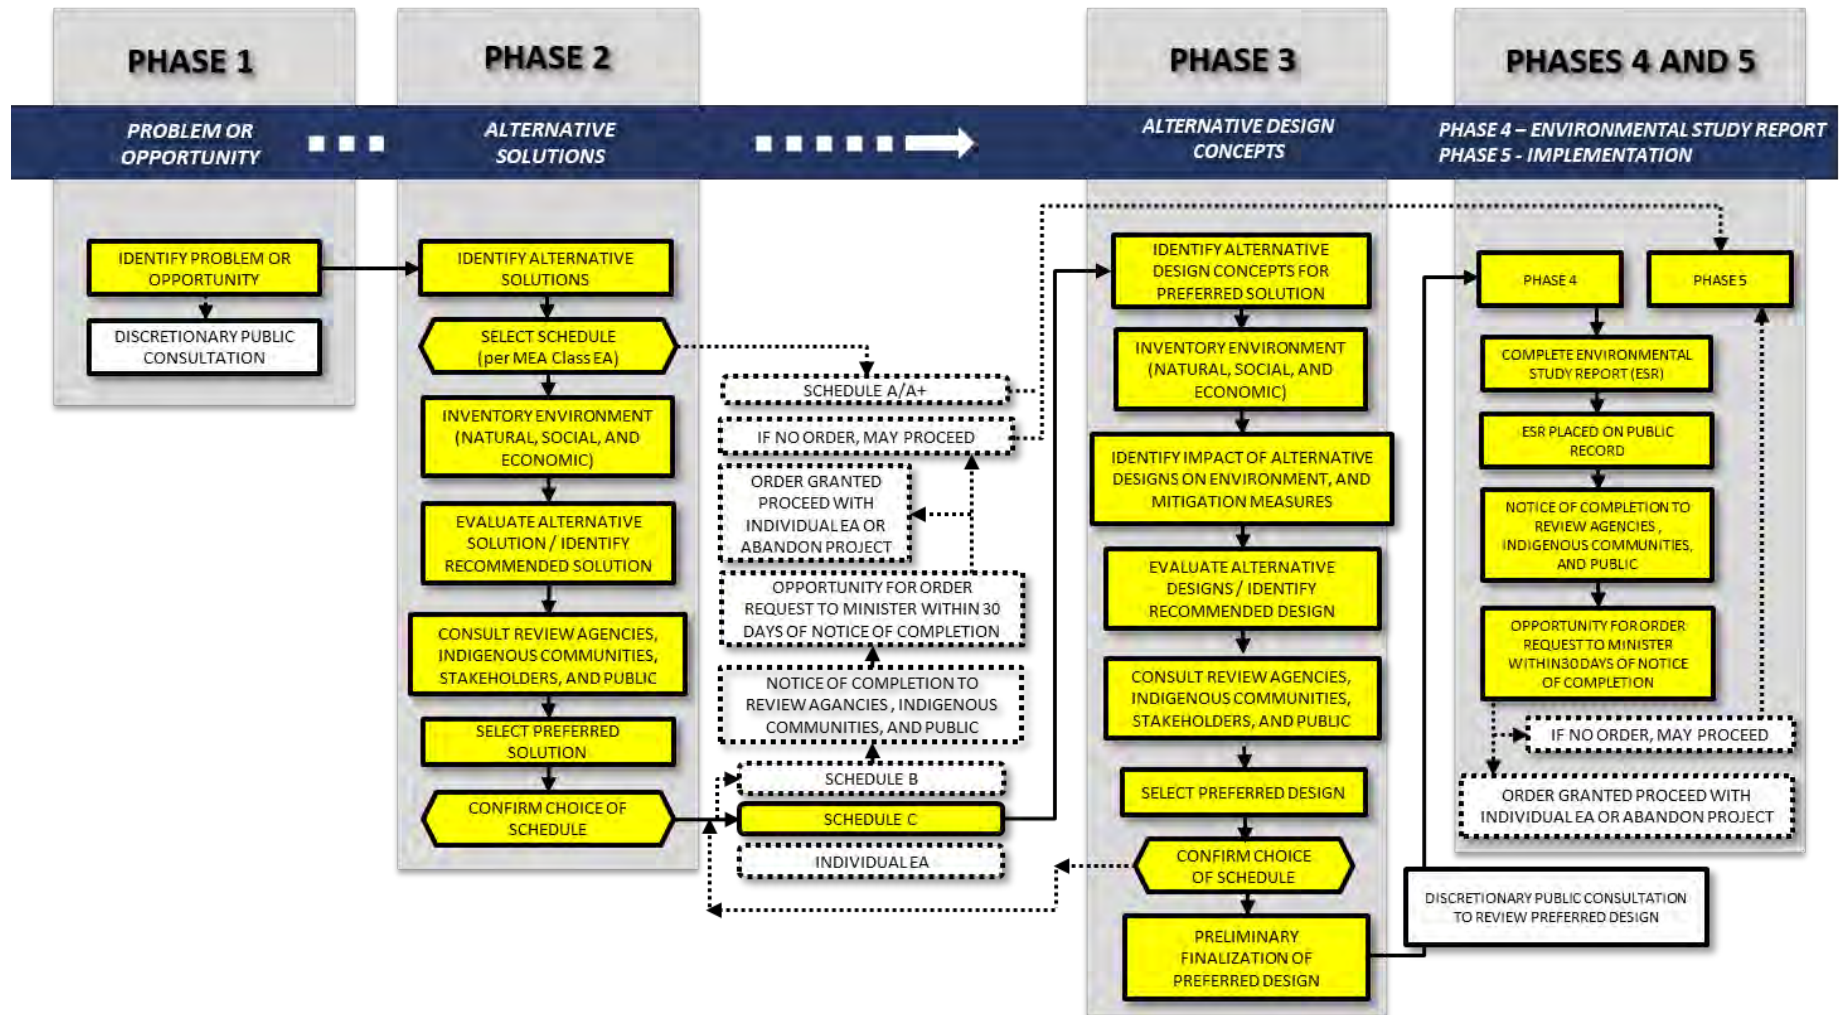 PHASE 1
PROBLEM OR
OPPORTUNITY
IDENTIFY PROBLEM OR
OPPORTUNITY
DISCRETIONARY PUBLIC
CONSULTATION
PHASE 2
ALTERNATIVE
SOLUTIONS
IDENTIFY ALTERNATIVE
SOLUTIONS
SELECT SCHEDULE
(per MEA Class EA)
INVENTORY ENVIRONMENT
(NATURAL, SOCIAL, AND
ECONOMIC)
EVALUATE ALTERNATIVE
SOLUTION / IDENTIFY
RECOMMENDED SOLUTION
CONSULT REVIEW AGENCIES,
INDIGENOUS COMMUNITIES,
STAKEHOLDERS, AND PUBLIC
SELECT PREFERRED
SOLUTION
CONFIRM CHOICE OF
SCHEDULE
SCHEDULE A/A+
IF NO ORDER, MAY PROCEED
ORDER GRANTED
PROCEED WITH
INDIVIDUAL EA OR
ABANDON PROJECT
OPPORTUNITY FOR ORDER
REQUEST TO MINISTER WITHIN 30
DAYS OF NOTICE OF COMPLETION
NOTICE OF COMPLETION TO
REVIEW AGANCIES , INDIGENOUS
COMMUNITIES, AND PUBLIC
SCHEDULE B
SCHEDULE C
INDIVIDUAL EA
PHASE 3
ALTERNATIVE DESIGN
CONCEPTS
IDENTIFY ALTERNATIVE
DESIGN CONCEPTS FOR
PREFERRED SOLUTION
INVENTORY ENVIRONMENT
(NATURAL, SOCIAL, AND
ECONOMIC)
IDENTIFY IMPACT OF ALTERNATIVE
DESIGNS ON ENVIRONMENT, AND
MITIGATION MEASURES
EVALUATE ALTERNATIVE
DESIGNS / IDENTIFY
RECOMMENDED DESIGN
CONSULT REVIEW AGENCIES,
INDIGENOUS COMMUNITIES,
STAKEHOLDERS, AND PUBLIC
SELECT PREFERRED DESIGN
CONFIRM CHOICE
OF SCHEDULE
PRELIMINARY
FINALIZATION OF
PREFERRED DESIGN
PHASES 4 AND 5
PHASE 4 – ENVIRONMENTAL STUDY REPORT
PHASE 5 - IMPLEMENTATION
PHASE 4
PHASE 5
COMPLETE ENVIRONMENTAL
STUDY REPORT (ESR)
ESR PLACED ON PUBLIC
RECORD
NOTICE OF COMPLETION TO
REVIEW AGENCIES ,
INDIGENOUS COMMUNITIES,
AND PUBLIC
OPPORTUNITY FOR ORDER
REQUEST TO MINISTER
WITHIN 30 DAYS OF NOTICE
OF COMPLETION
IF NO ORDER, MAY PROCEED
ORDER GRANTED PROCEED WITH
INDIVIDUAL EA OR ABANDON PROJECT
DISCRETIONARY PUBLIC CONSULTATION
TO REVIEW PREFERRED DESIGN